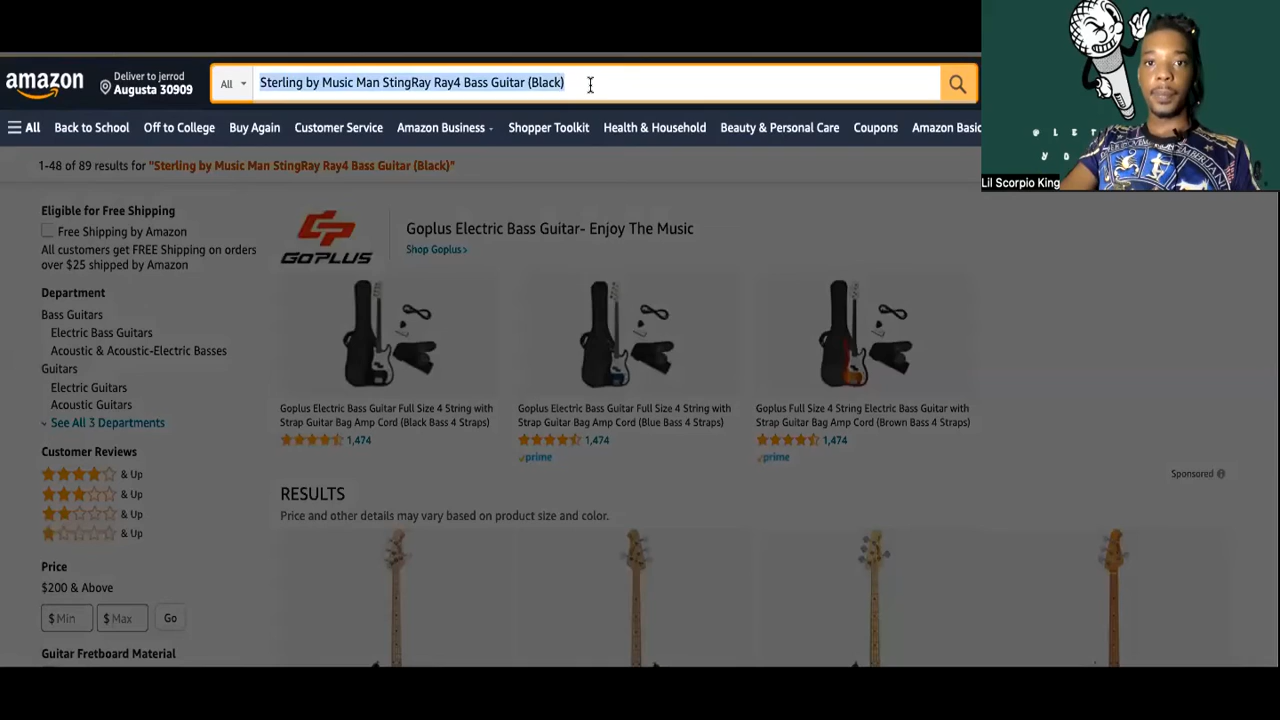 amazon
Deliver to jerrod
Augusta 30909
All
Sterling by Music Man StingRay Ray4 Bass Guitar (Black)
All
Back to School
Off to College
Buy Again
Customer Service
Amazon Business
Shopper Toolkit
Health & Household
Beauty & Personal Care
Coupons
Amazon Basic
@ L E T
Y O
Lil Scorpio King
1-48 of 89 results for "Sterling by Music Man StingRay Ray4 Bass Guitar (Black)"
Eligible for Free Shipping
Free Shipping by Amazon
All customers get FREE Shipping on orders
over $25 shipped by Amazon
Department
Bass Guitars
Electric Bass Guitars
Acoustic & Acoustic-Electric Basses
Guitars
Electric Guitars
Acoustic Guitars
See All 3 Departments
Customer Reviews
& Up
& Up
& Up
& Up
Price
$200 & Above
$ Min
$ Max
Go
Guitar Fretboard Material
GOPLUS
Goplus Electric Bass Guitar- Enjoy The Music
Shop Goplus ›
Goplus Electric Bass Guitar Full Size 4 String with
Strap Guitar Bag Amp Cord (Black Bass 4 Straps)
1,474
Goplus Electric Bass Guitar Full Size 4 String with
Strap Guitar Bag Amp Cord (Blue Bass 4 Straps)
1,474
prime
Goplus Full Size 4 String Electric Bass Guitar with
Strap Guitar Bag Amp Cord (Brown Bass 4 Straps)
1,474
prime
Sponsored
RESULTS
Price and other details may vary based on product size and color.